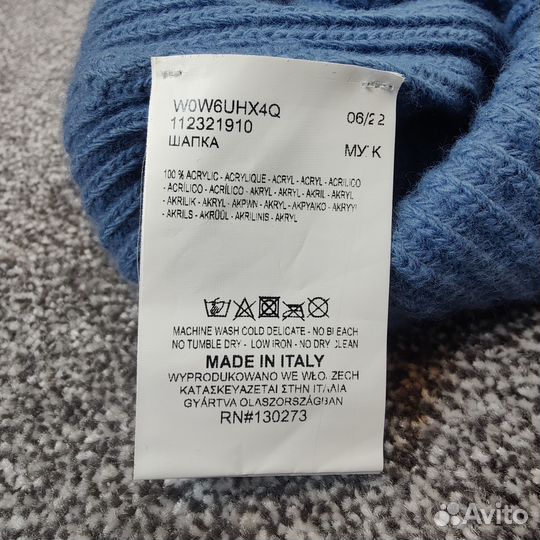 W0W6UHX4Q 06/22
112321910
ШАПКА МУЖ
100 % ACRYLIC - ACRYLIQUE - ACRYL - ACRYL - ACRILICO
- ACRÍLICO - ACRÍLICO - AKRYL - AKRYL - AKRIL - AKRYL
- AKRILIK - AKRYL - AKPWN - AKRYL - AKPYAIKO - AKRYYI
- AKRILS - AKRÜÜL - AKRILINIS - AKRYL
MACHINE WASH COLD DELICATE - NO BLEACH
NO TUMBLE DRY - LOW IRON - NO DRY CLEAN
MADE IN ITALY
WYPRODUKOWANO WE WŁOSZECH
ΚΑΤΑΣΚΕΥΑΖΕΤΑΙ ΣΤΗΝ ΙΤΑΛΙΑ
GYÁRTVA OLASZORSZÁGBAN
RN#130273
Avito